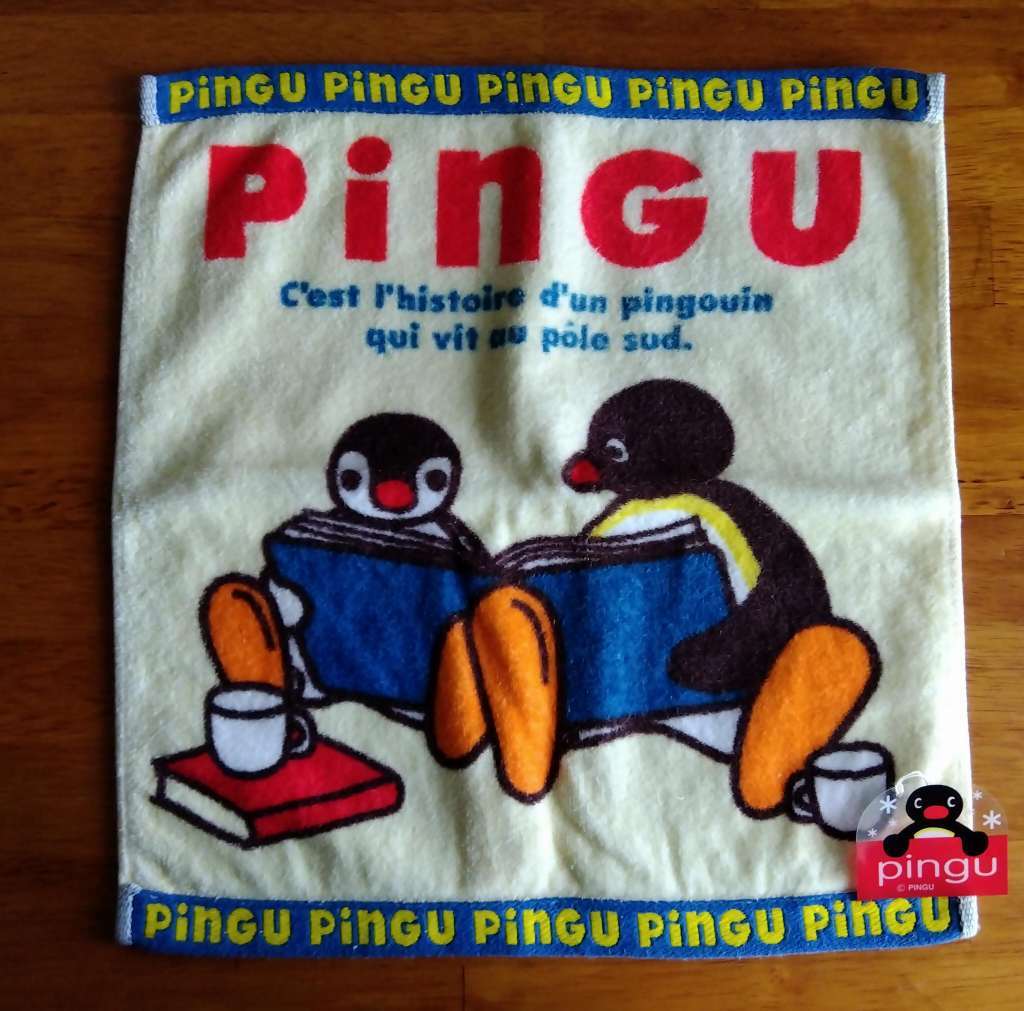 PiNGU PiNGU PiNGU PiNGU PiNGU
PiNGU
C'est l'histoire d'un pingouin
qui vit au pôle sud.
pingu
© PINGU
PiNGU PiNGU PiNGU PiNGU PiNGU